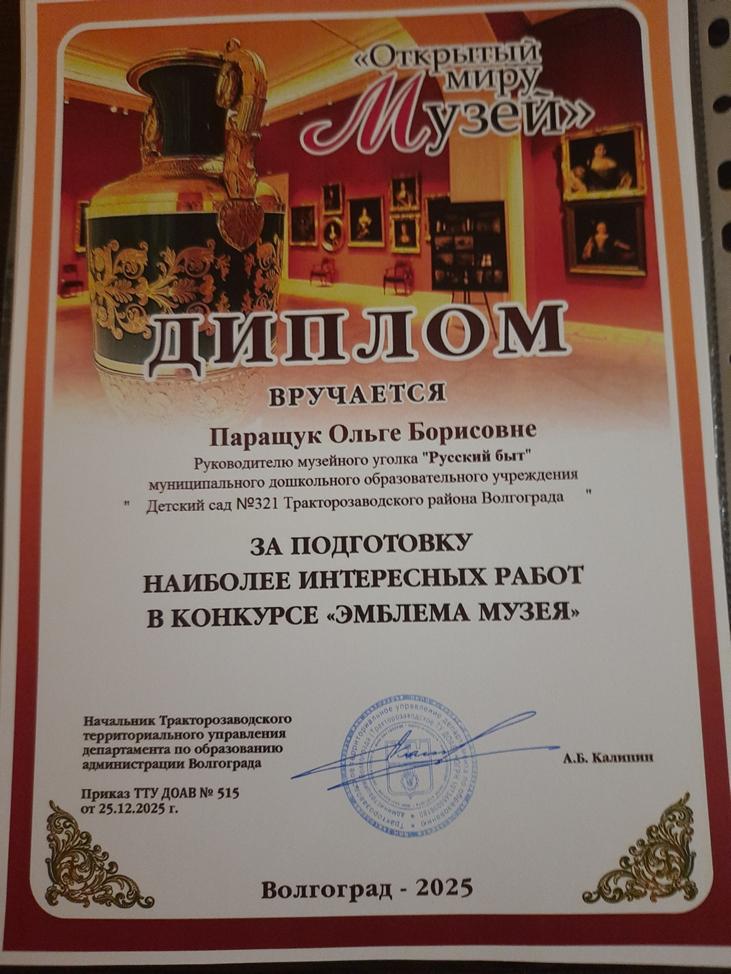 «Открытый
миру
Музей»
ДИПЛОМ
ВРУЧАЕТСЯ
Паращук Ольге Борисовне
Руководителю музейного уголка "Русский быт"
муниципального дошкольного образовательного учреждения
" Детский сад №321 Тракторозаводского района Волгограда "
ЗА ПОДГОТОВКУ
НАИБОЛЕЕ ИНТЕРЕСНЫХ РАБОТ
В КОНКУРСЕ «ЭМБЛЕМА МУЗЕЯ»
Начальник Тракторозаводского
территориального управления
департамента по образованию
администрации Волгограда
А.Б. Калинин
Приказ ТТУ ДОАВ № 515
от 25.12.2025 г.
Волгоград - 2025